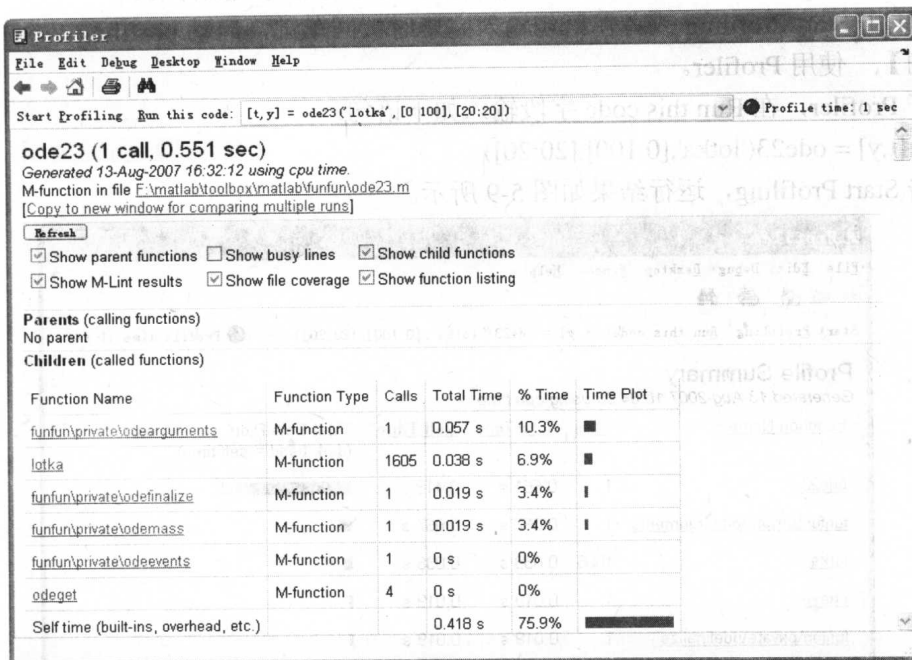 Profiler
File Edit Debug Desktop Window Help
Start Profiling Run this code: [t,y] = ode23('lotka',[0 100],[20;20]) Profile time: 1 sec
ode23 (1 call, 0.551 sec)
Generated 13-Aug-2007 16:32:12 using cpu time.
M-function in file F:\matlab\toolbox\matlab\funfun\ode23.m
[Copy to new window for comparing multiple runs]
Refresh
Show parent functions Show busy lines Show child functions
Show M-Lint results Show file coverage Show function listing
Parents (calling functions)
No parent
Children (called functions)
Function Name Function Type Calls Total Time % Time Time Plot
funfun\private\odearguments M-function 1 0.057 s 10.3%
lotka M-function 1605 0.038 s 6.9%
funfun\private\odefinalize M-function 1 0.019 s 3.4%
funfun\private\odemass M-function 1 0.019 s 3.4%
funfun\private\odeevents M-function 1 0 s 0%
odeget M-function 4 0 s 0%
Self time (built-ins, overhead, etc.) 0.418 s 75.9%